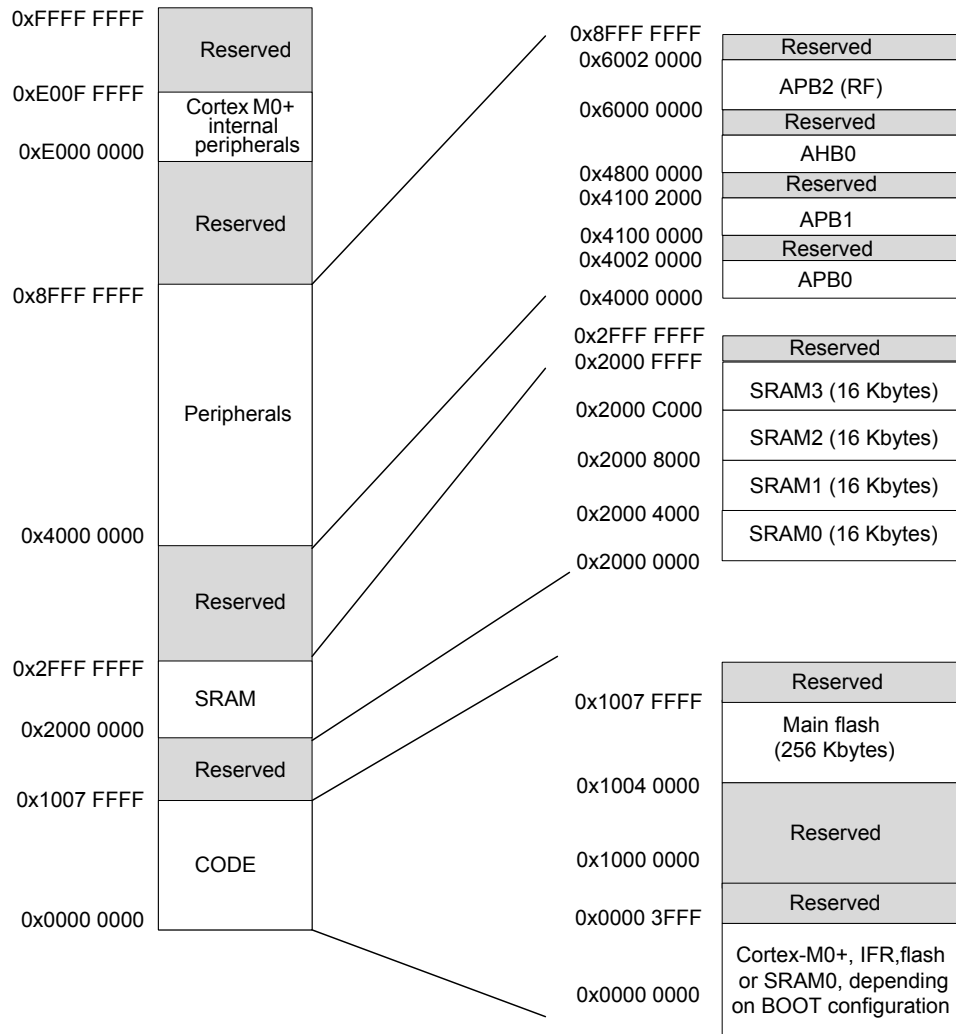 0xFFFF FFFF
Reserved
0xE00F FFFF
Cortex M0+
internal
peripherals
0xE000 0000
Reserved
0x8FFF FFFF
Peripherals
0x4000 0000
Reserved
0x2FFF FFFF
SRAM
0x2000 0000
Reserved
0x1007 FFFF
CODE
0x0000 0000
0x8FFF FFFF
Reserved
0x6002 0000
APB2 (RF)
0x6000 0000
Reserved
AHB0
0x4800 0000
Reserved
0x4100 2000
APB1
0x4100 0000
Reserved
0x4002 0000
APB0
0x4000 0000
0x2FFF FFFF
Reserved
0x2000 FFFF
SRAM3 (16 Kbytes)
0x2000 C000
SRAM2 (16 Kbytes)
0x2000 8000
SRAM1 (16 Kbytes)
0x2000 4000
SRAM0 (16 Kbytes)
0x2000 0000
Reserved
0x1007 FFFF
Main flash
(256 Kbytes)
0x1004 0000
Reserved
0x1000 0000
Reserved
0x0000 3FFF
Cortex-M0+, IFR,flash
or SRAM0, depending
on BOOT configuration
0x0000 0000